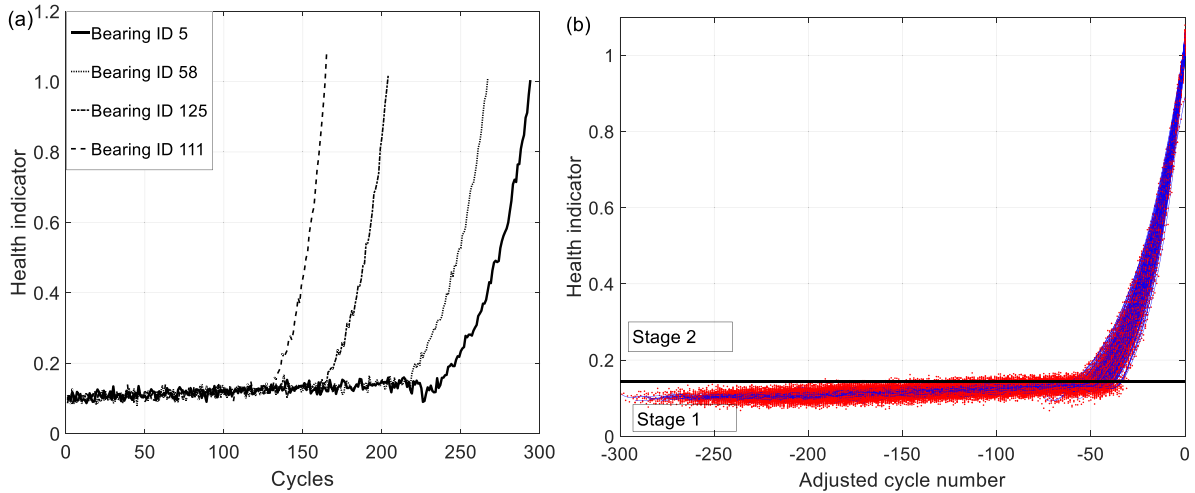 (a)
1.2
1.0
0.8
0.6
0.4
0.2
0
Health indicator
Bearing ID 5
Bearing ID 58
Bearing ID 125
Bearing ID 111
0 50 100 150 200 250 300
Cycles
(b)
1
0.8
0.6
0.4
0.2
0
Health indicator
Stage 2
Stage 1
-300 -250 -200 -150 -100 -50 0
Adjusted cycle number